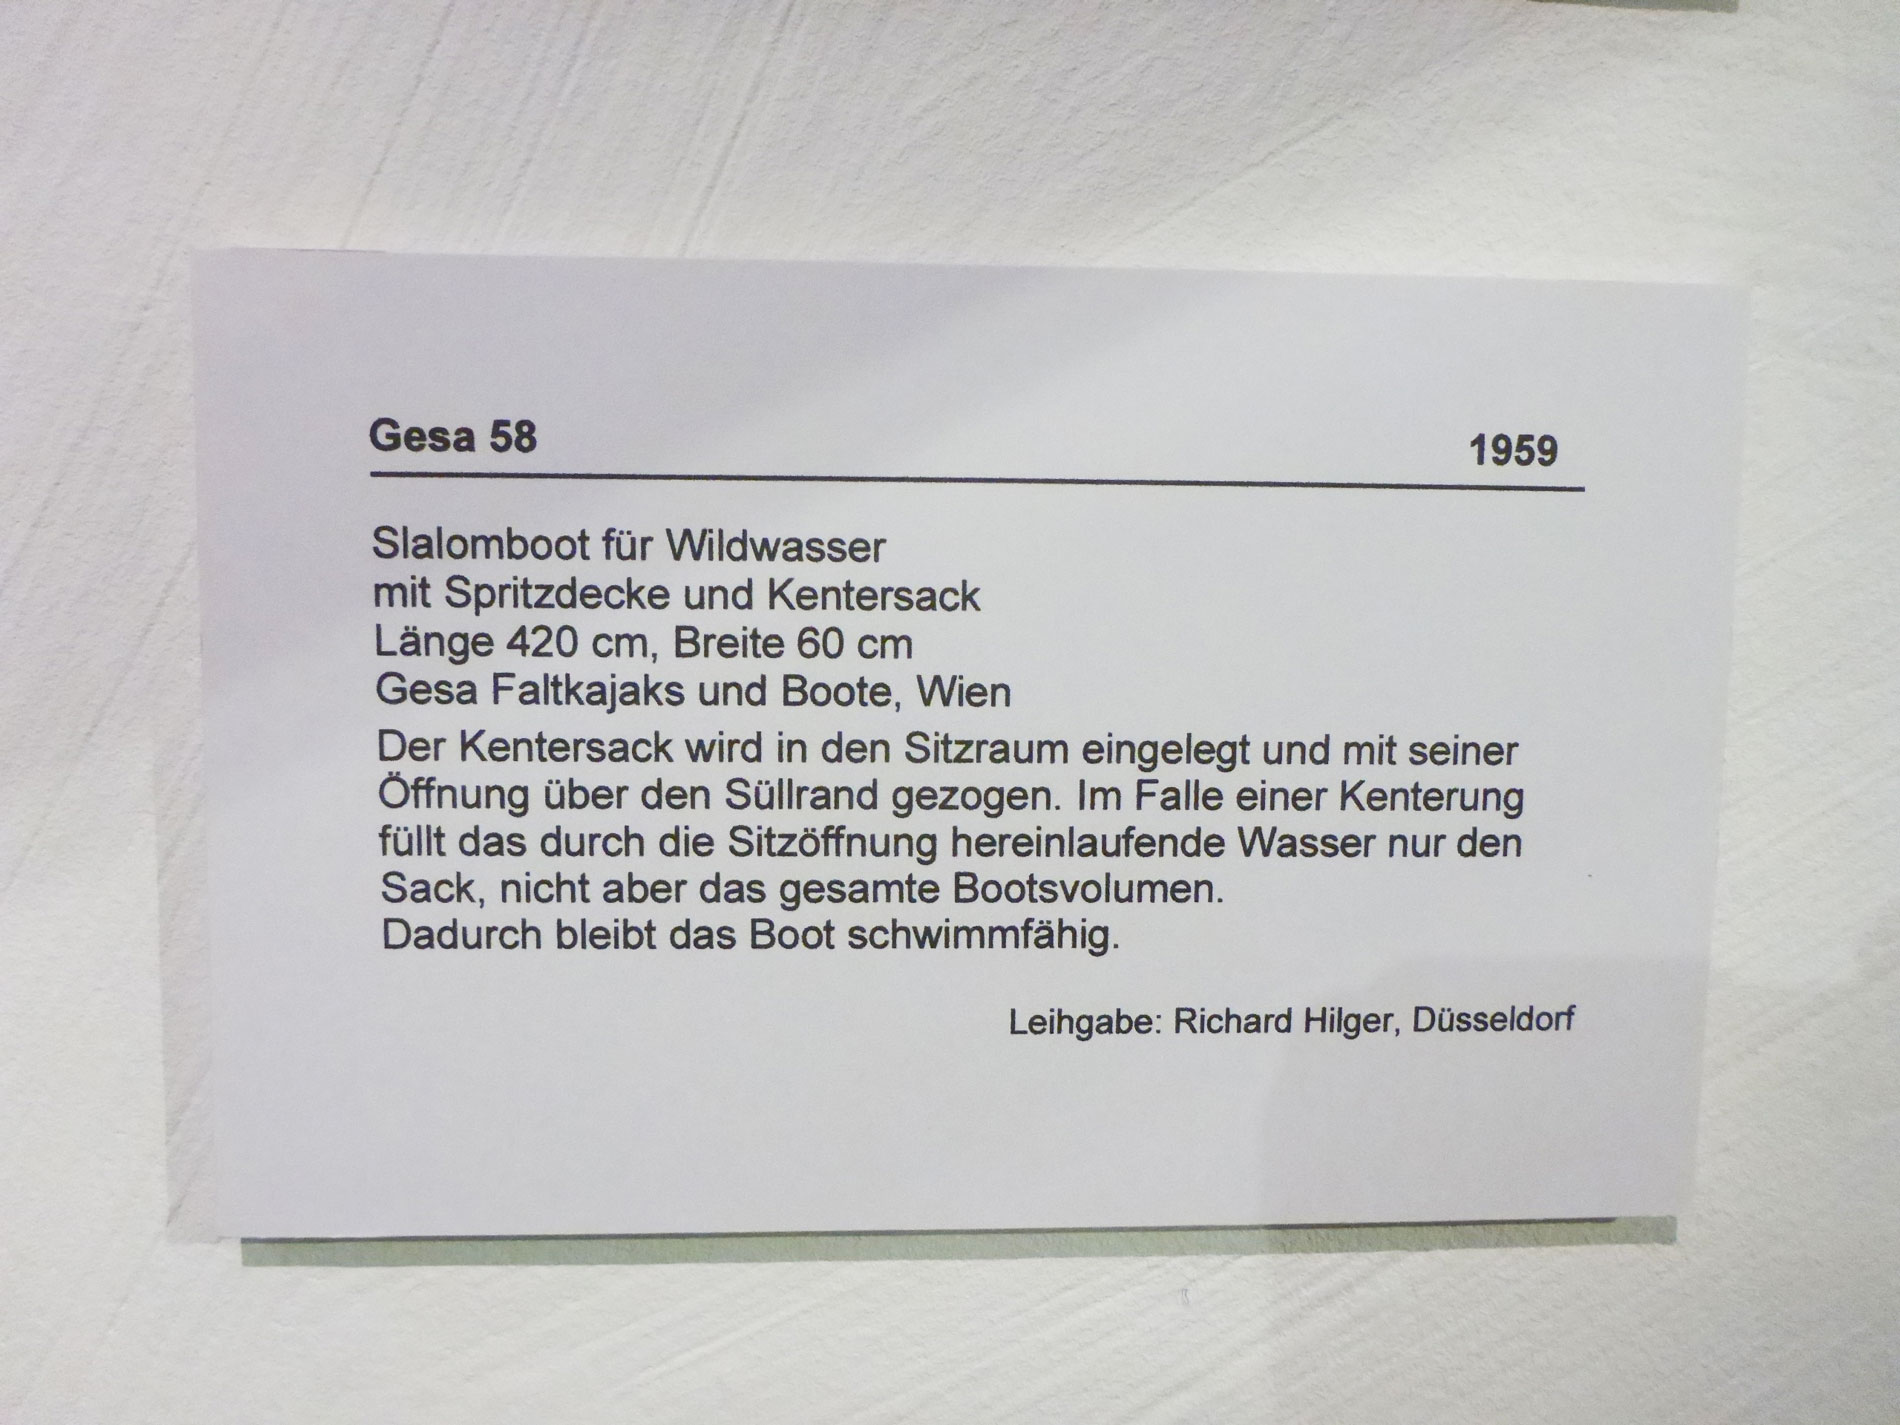 Gesa 58 1959
Slalomboot für Wildwasser
mit Spritzdecke und Kentersack
Länge 420 cm, Breite 60 cm
Gesa Faltkajaks und Boote, Wien
Der Kentersack wird in den Sitzraum eingelegt und mit seiner
Öffnung über den Süllrand gezogen. Im Falle einer Kenterung
füllt das durch die Sitzöffnung hereinlaufende Wasser nur den
Sack, nicht aber das gesamte Bootsvolumen.
Dadurch bleibt das Boot schwimmfähig.
Leihgabe: Richard Hilger, Düsseldorf